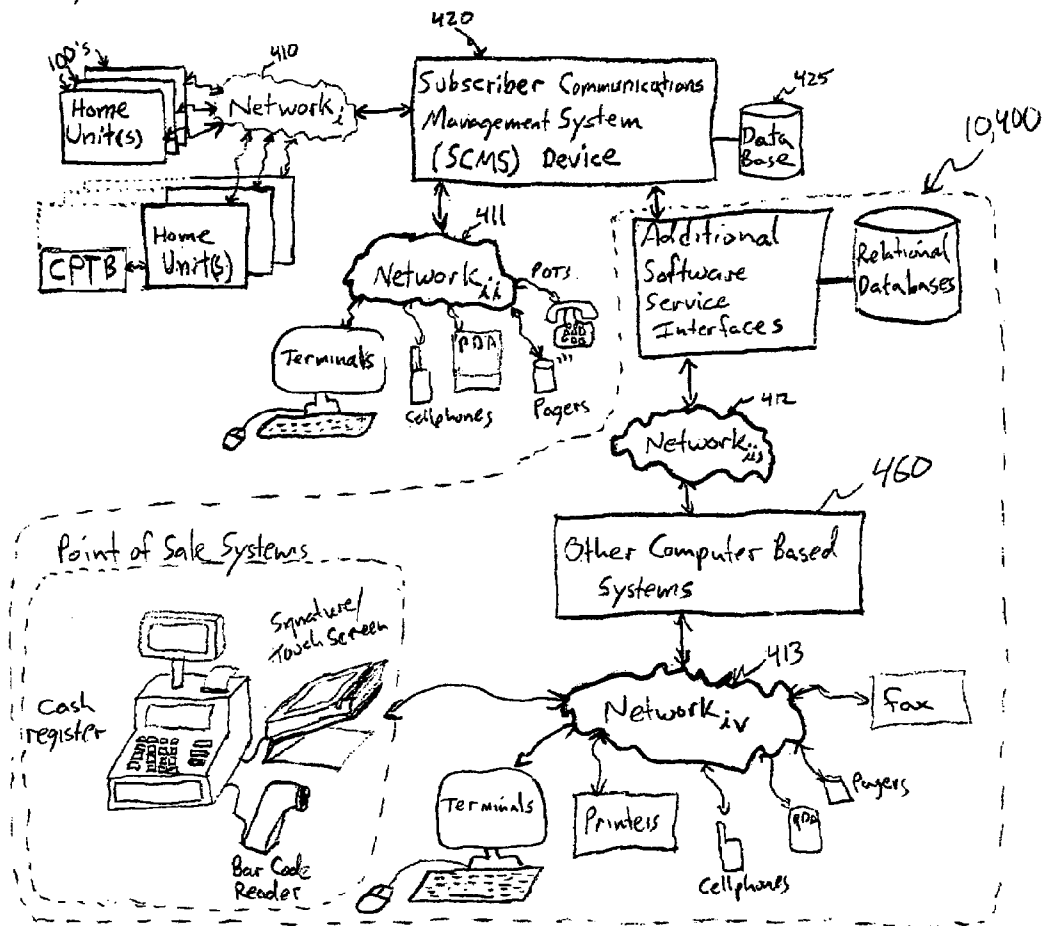 420
100's
410
Home
Unit(s)
Network i
Subscriber Communications
Management System
(SCMS) Device
425
Data
Base
10,400
CPTB
Home
Unit(s)
411
Network ii
POTS
Terminals
Cellphones
PDA
Pagers
Additional
Software
Service
Interfaces
Relational
Databases
412
Network iii
460
Other Computer Based
Systems
Point of Sale Systems
Signature/
Touch Screen
Cash
register
Bar Code
Reader
413
Network iv
Fax
Terminals
Printers
Cellphones
PDA
Pagers